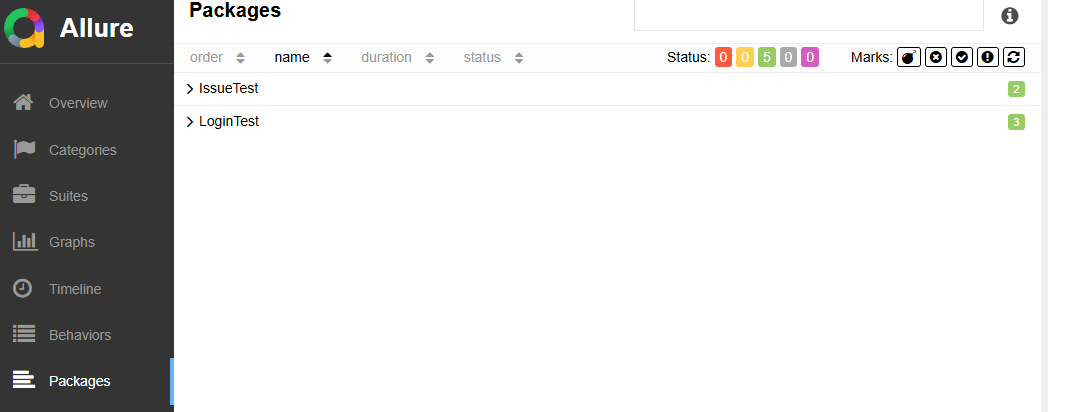 Allure
Overview
Categories
Suites
Graphs
Timeline
Behaviors
Packages
Packages
order name duration status Status: 0 0 5 0 0 Marks:
IssueTest 2
LoginTest 3